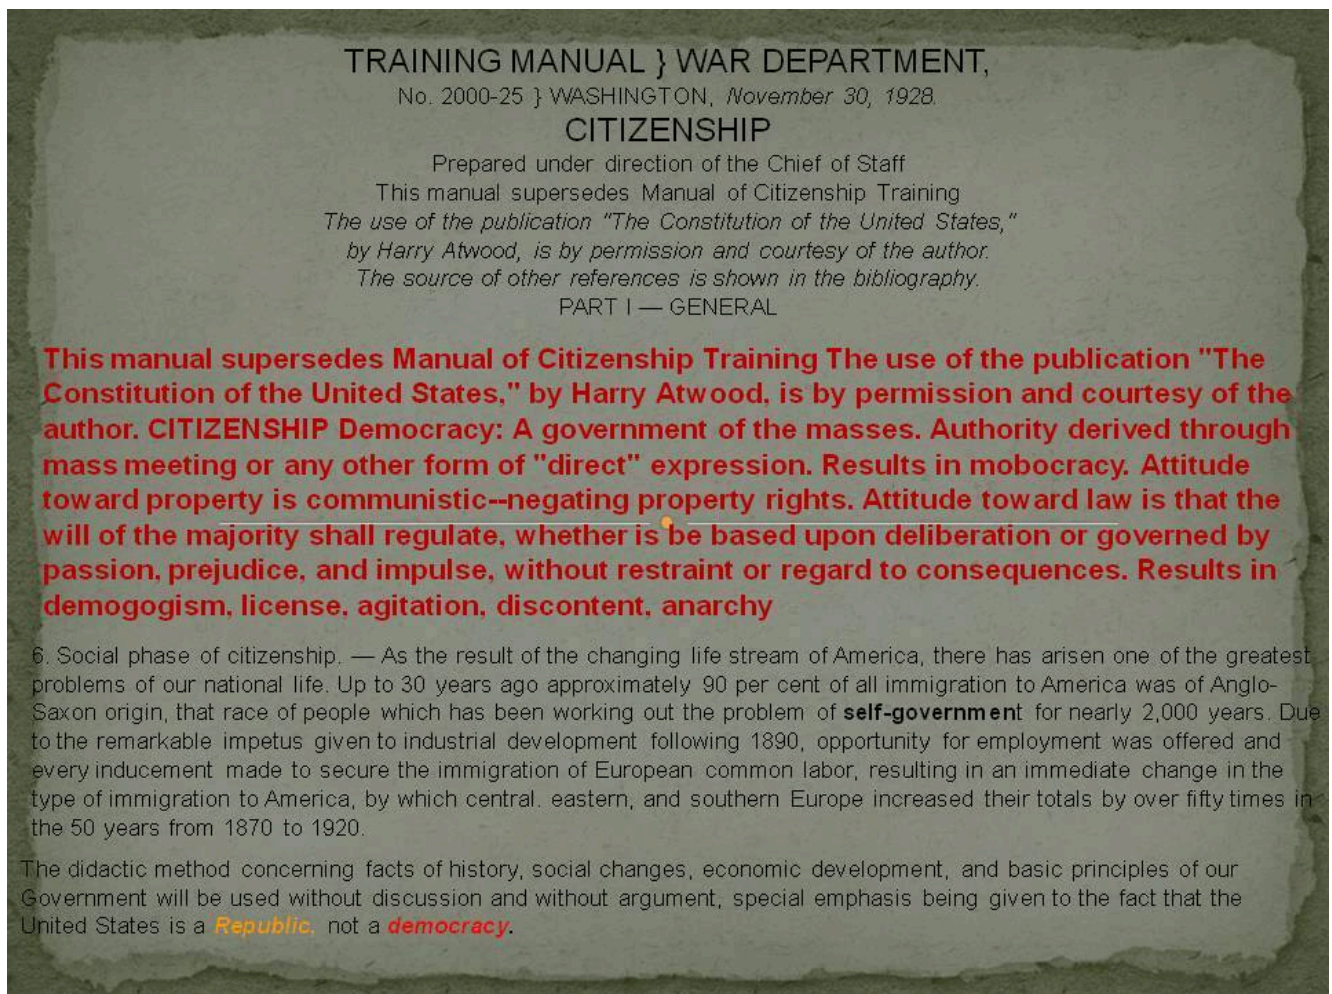 TRAINING MANUAL } WAR DEPARTMENT,
No. 2000-25 } WASHINGTON, November 30, 1928.
CITIZENSHIP
Prepared under direction of the Chief of Staff
This manual supersedes Manual of Citizenship Training
The use of the publication "The Constitution of the United States,"
by Harry Atwood, is by permission and courtesy of the author.
The source of other references is shown in the bibliography.
PART I — GENERAL
This manual supersedes Manual of Citizenship Training The use of the publication "The
Constitution of the United States," by Harry Atwood, is by permission and courtesy of the
author. CITIZENSHIP Democracy: A government of the masses. Authority derived through
mass meeting or any other form of "direct" expression. Results in mobocracy. Attitude
toward property is communistic--negating property rights. Attitude toward law is that the
will of the majority shall regulate, whether is be based upon deliberation or governed by
passion, prejudice, and impulse, without restraint or regard to consequences. Results in
demogogism, license, agitation, discontent, anarchy
6. Social phase of citizenship. — As the result of the changing life stream of America, there has arisen one of the greatest
problems of our national life. Up to 30 years ago approximately 90 per cent of all immigration to America was of Anglo-
Saxon origin, that race of people which has been working out the problem of self-government for nearly 2,000 years. Due
to the remarkable impetus given to industrial development following 1890, opportunity for employment was offered and
every inducement made to secure the immigration of European common labor, resulting in an immediate change in the
type of immigration to America, by which central. eastern, and southern Europe increased their totals by over fifty times in
the 50 years from 1870 to 1920.
The didactic method concerning facts of history, social changes, economic development, and basic principles of our
Government will be used without discussion and without argument, special emphasis being given to the fact that the
United States is a Republic. not a democracy.